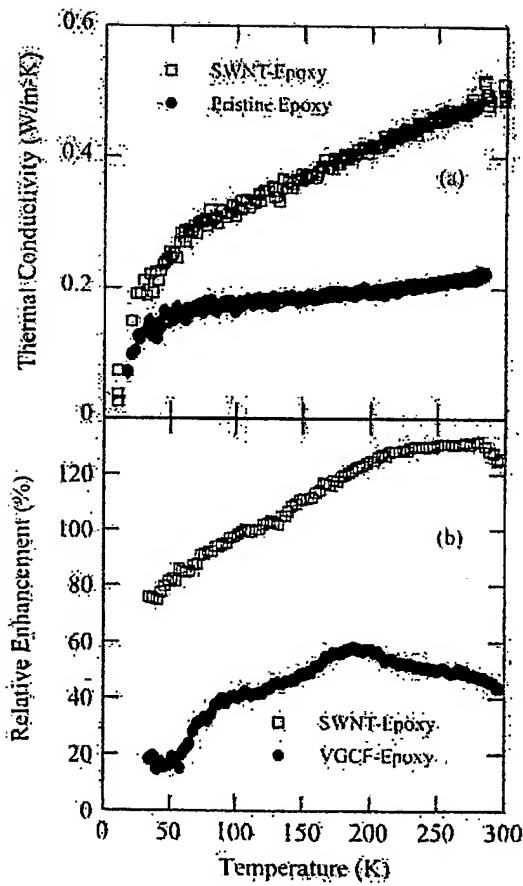 0.6
□ SWNT-Epoxy
● Pristine Epoxy
0.4
(a)
0.2
0
Thermal Conductivity (W/m-K)
120
100
(b)
80
60
40
□ SWNT-Epoxy
20
● VGCF-Epoxy
0
Relative Enhancement (%)
0 50 100 150 200 250 300
Temperature (K)